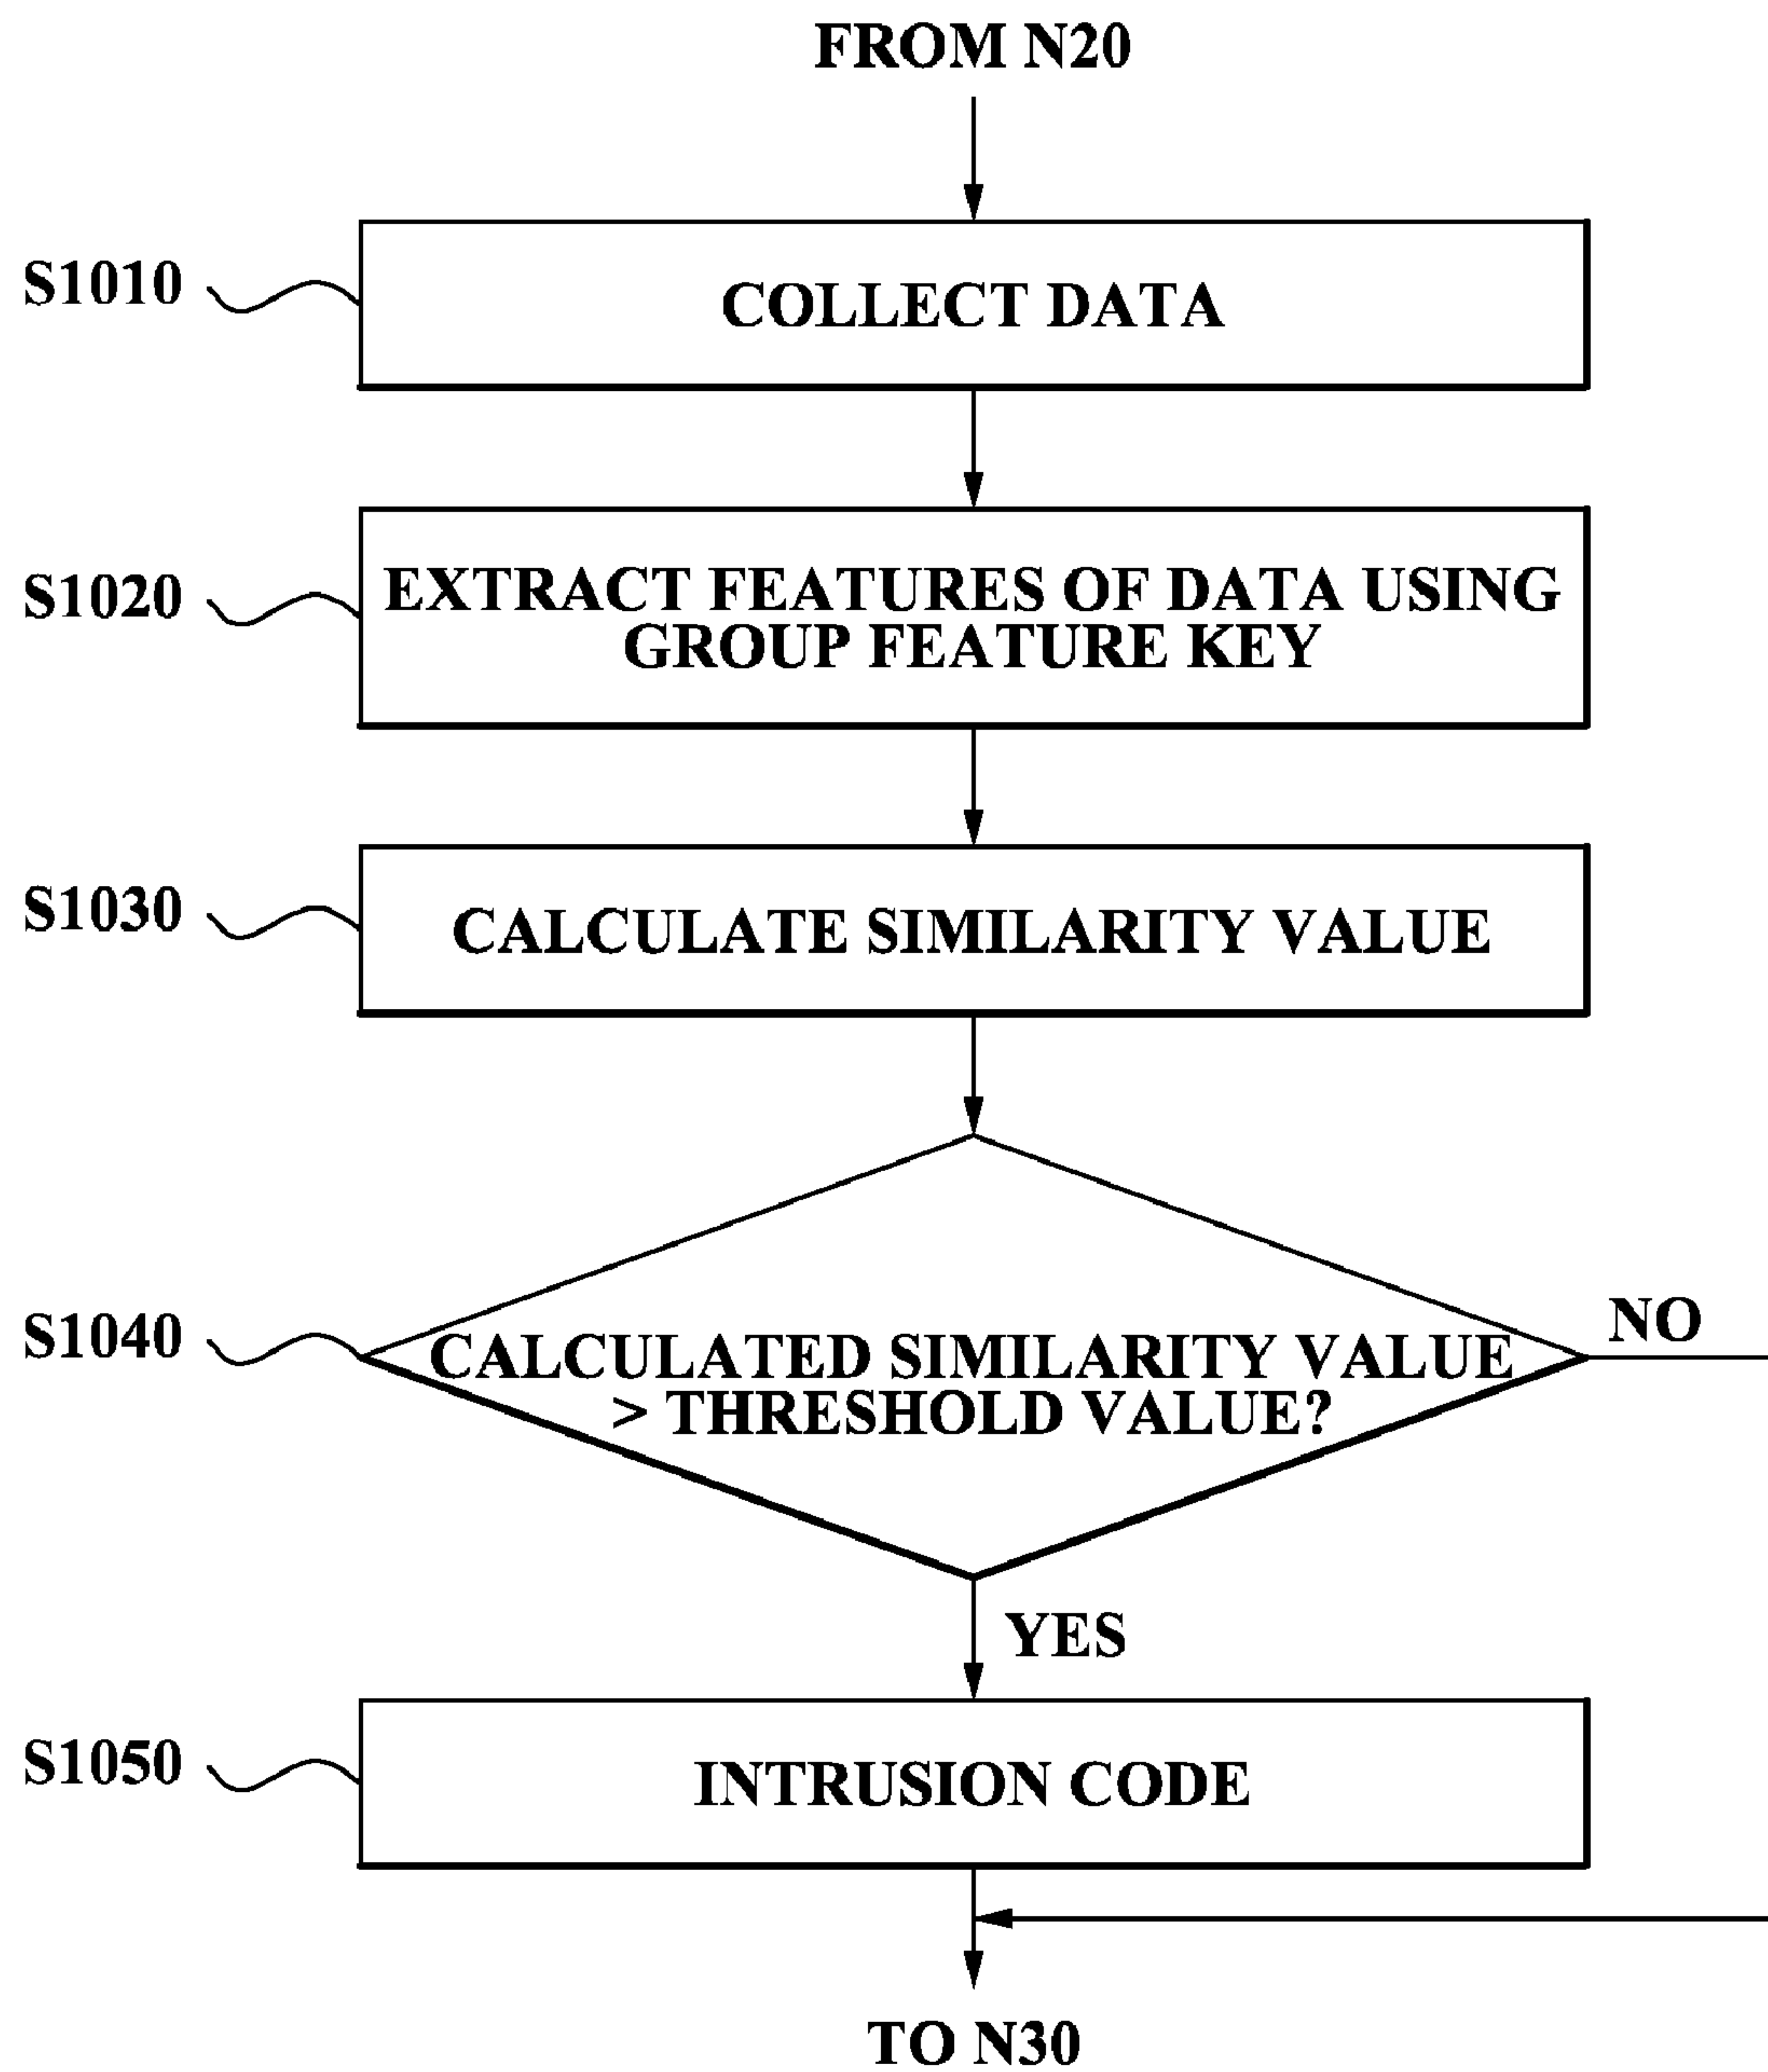 FROM N20
S1010
COLLECT DATA
S1020
EXTRACT FEATURES OF DATA USING
GROUP FEATURE KEY
S1030
CALCULATE SIMILARITY VALUE
S1040
CALCULATED SIMILARITY VALUE
> THRESHOLD VALUE?
NO
YES
S1050
INTRUSION CODE
TO N30